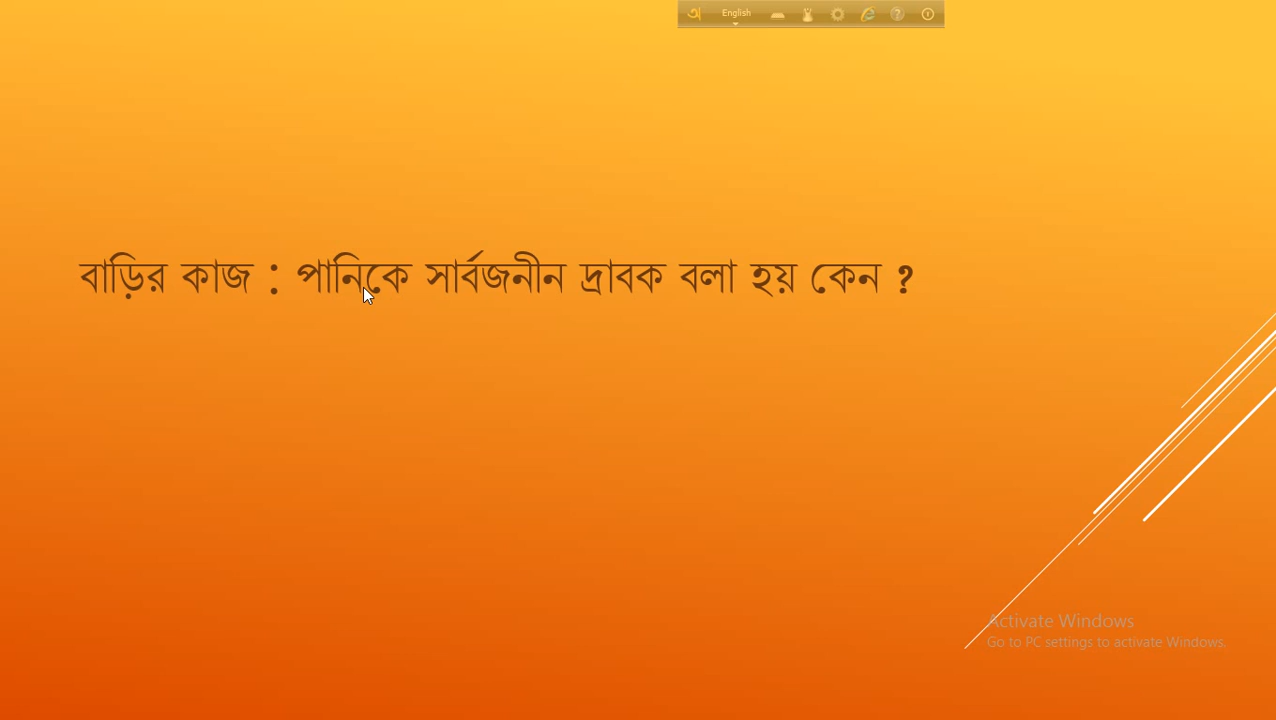 English
বাড়ির কাজ : পানিকে সার্বজনীন দ্রাবক বলা হয় কেন ?
Activate Windows
Go to PC settings to activate Windows.